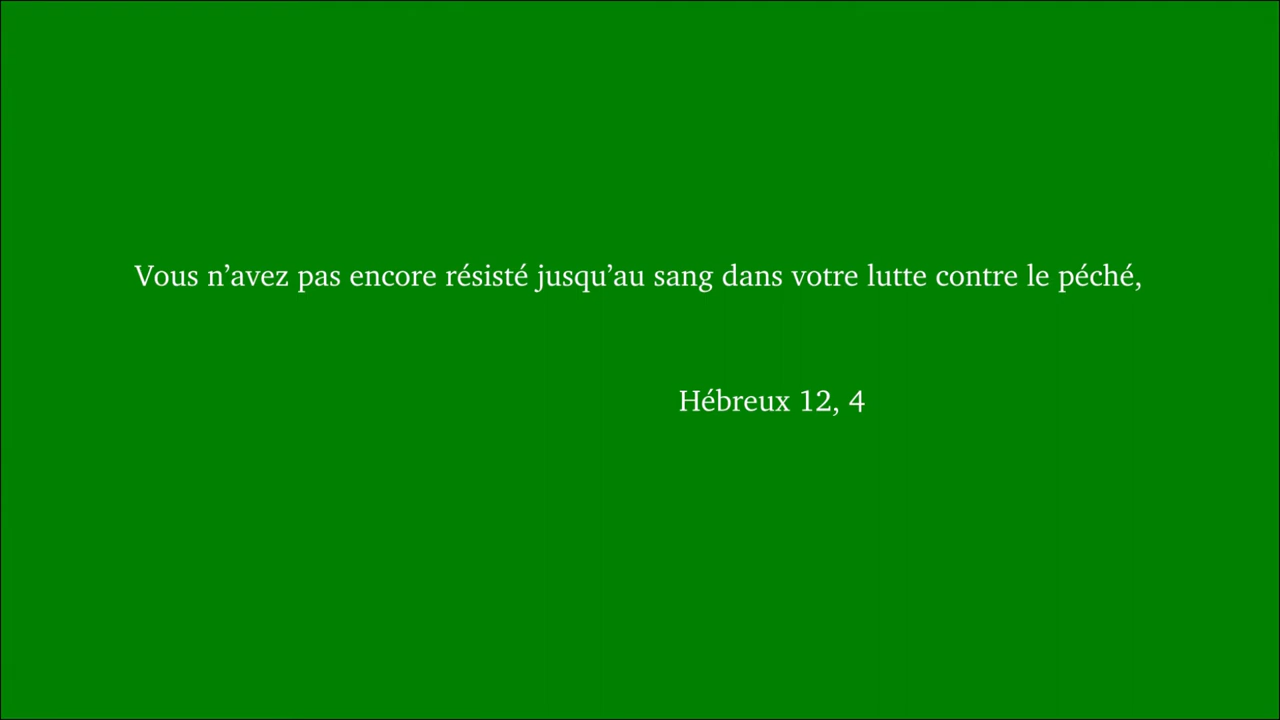 Vous n’avez pas encore résisté jusqu’au sang dans votre lutte contre le péché,
Hébreux 12, 4